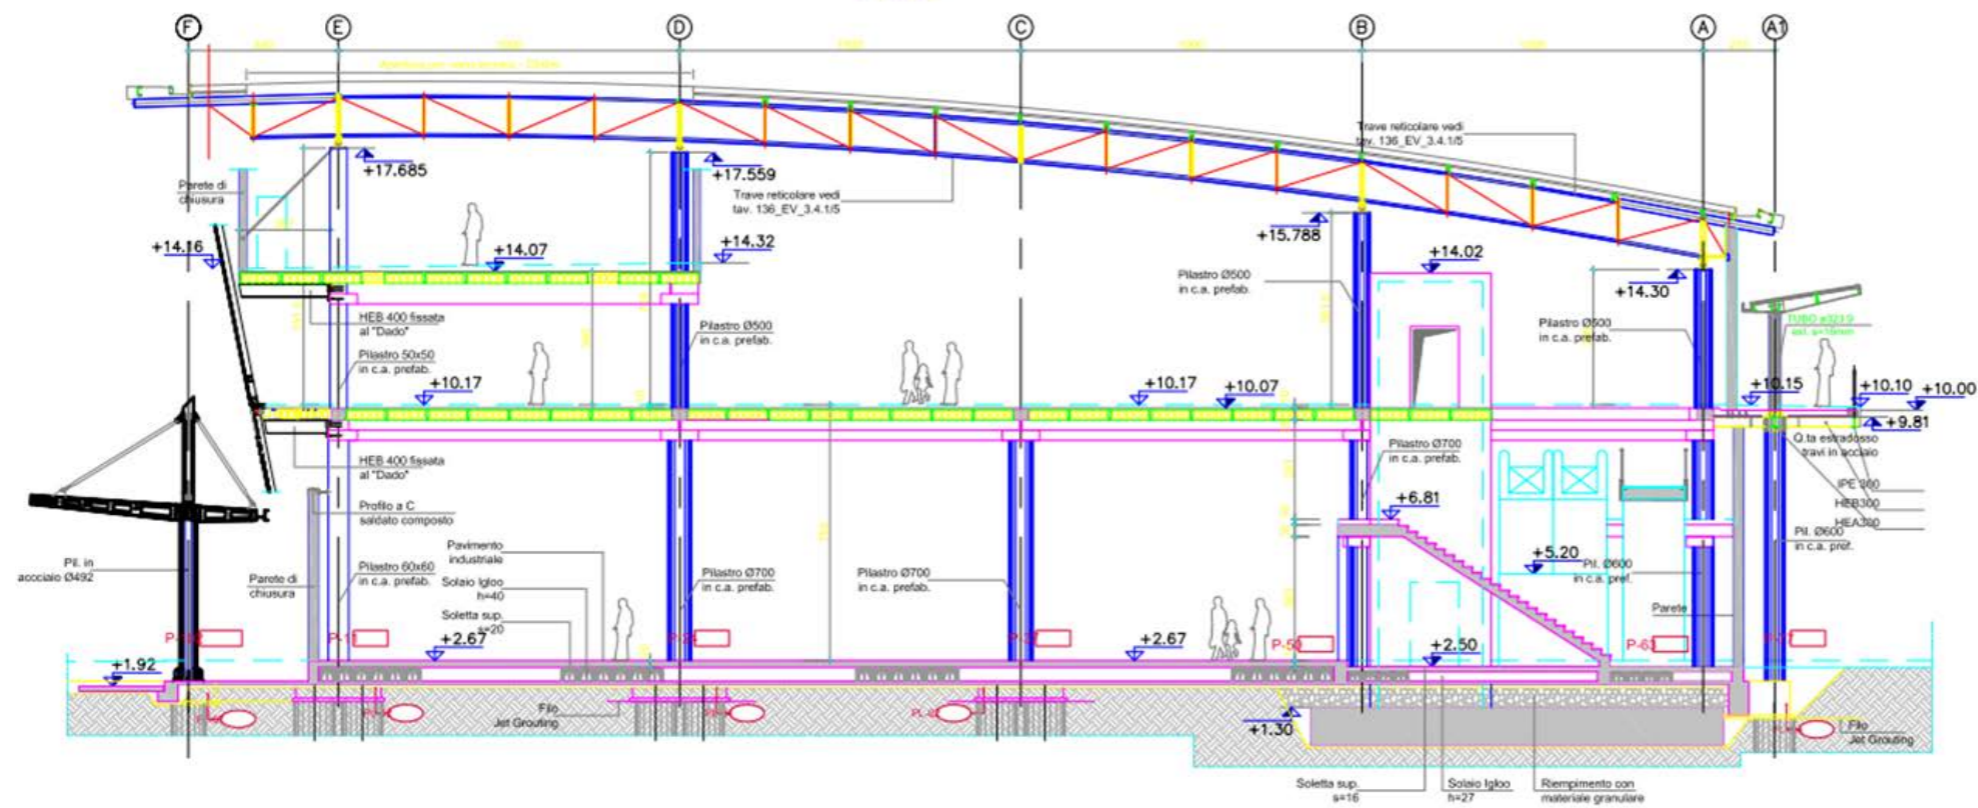 F E D C B A A1
Trave reticolare vedi
tav. 136_EV_3.4.1/5
+17.685
+17.559
Parete di
chiusura
Trave reticolare vedi
tav. 136_EV_3.4.1/5
+14.16
+14.07
+14.32
+15.788
+14.02
Pilastro Ø500
in c.a. prefab.
+14.30
HEB 400 fissata
al "Dado"
Pilastro Ø500
in c.a. prefab.
Pilastro Ø500
in c.a. prefab.
TUBO
Pilastro 50x50
in c.a. prefab.
+10.17
+10.17
+10.07
+10.15
+10.10
+10.00
+9.81
Q.ta estradosso
travi in acciaio
HEB 400 fissata
al "Dado"
Pilastro Ø700
in c.a. prefab.
IPE 300
HEB300
HEA300
+6.81
Profilo a C
saldato composto
Pil. Ø600
in c.a. pref.
Pavimento
industriale
+5.20
Pil. in
accciaio Ø492
Parete di
chiusura
Pilastro 60x60
in c.a. prefab.
Solaio Igloo
h=40
Pilastro Ø700
in c.a. prefab.
Pilastro Ø700
in c.a. prefab.
Pil. Ø600
in c.a. pref.
Soletta sup.
s=20
Parete
P-11
P-50
P-63
+1.92
+2.67
+2.67
+2.50
Filo
Jet Grouting
+1.30
Filo
Jet Grouting
Soletta sup.
s=16
Solaio Igloo
h=27
Riempimento con
materiale granulare